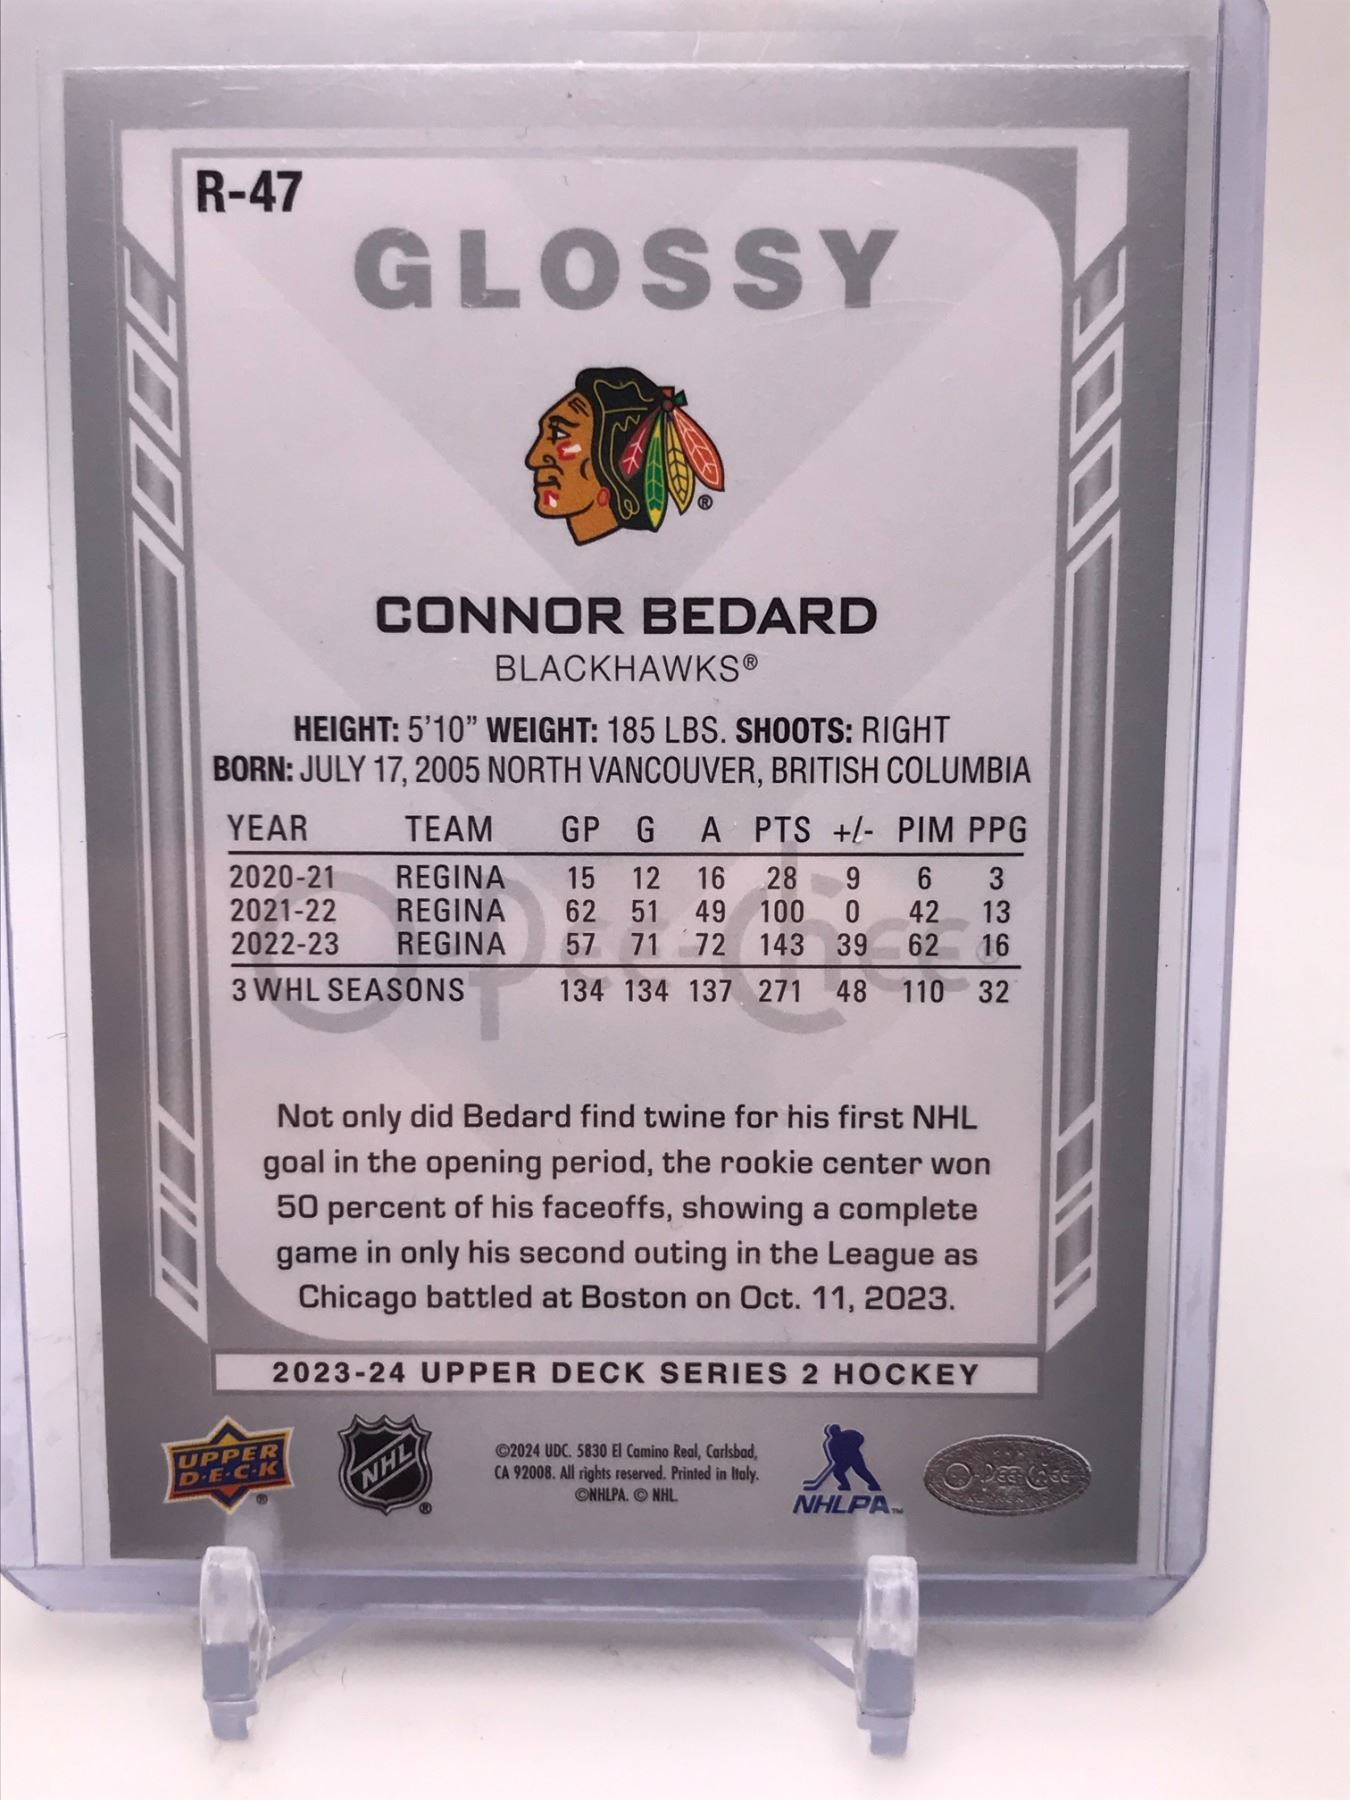 R-47
GLOSSY
®
CONNOR BEDARD
BLACKHAWKS®
HEIGHT: 5'10" WEIGHT: 185 LBS. SHOOTS: RIGHT
BORN: JULY 17, 2005 NORTH VANCOUVER, BRITISH COLUMBIA
YEAR TEAM GP G A PTS +/- PIM PPG
2020-21 REGINA 15 12 16 28 9 6 3
2021-22 REGINA 62 51 49 100 0 42 13
2022-23 REGINA 57 71 72 143 39 62 16
3 WHL SEASONS 134 134 137 271 48 110 32
O-Pee-Chee®
Not only did Bedard find twine for his first NHL
goal in the opening period, the rookie center won
50 percent of his faceoffs, showing a complete
game in only his second outing in the League as
Chicago battled at Boston on Oct. 11, 2023.
2023-24 UPPER DECK SERIES 2 HOCKEY
UPPER
D·E·C·K
®
NHL
®
©2024 UDC. 5830 El Camino Real, Carlsbad,
CA 92008. All rights reserved. Printed in Italy.
©NHLPA. © NHL.
NHLPA™
O-Pee-Chee